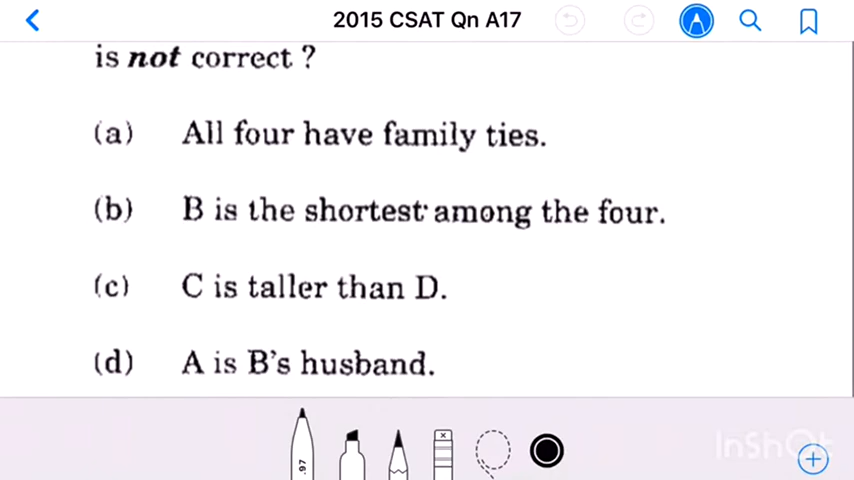 2015 CSAT Qn A17
is not correct ?
(a) All four have family ties.
(b) B is the shortest among the four.
(c) C is taller than D.
(d) A is B's husband.
.97
InShOt